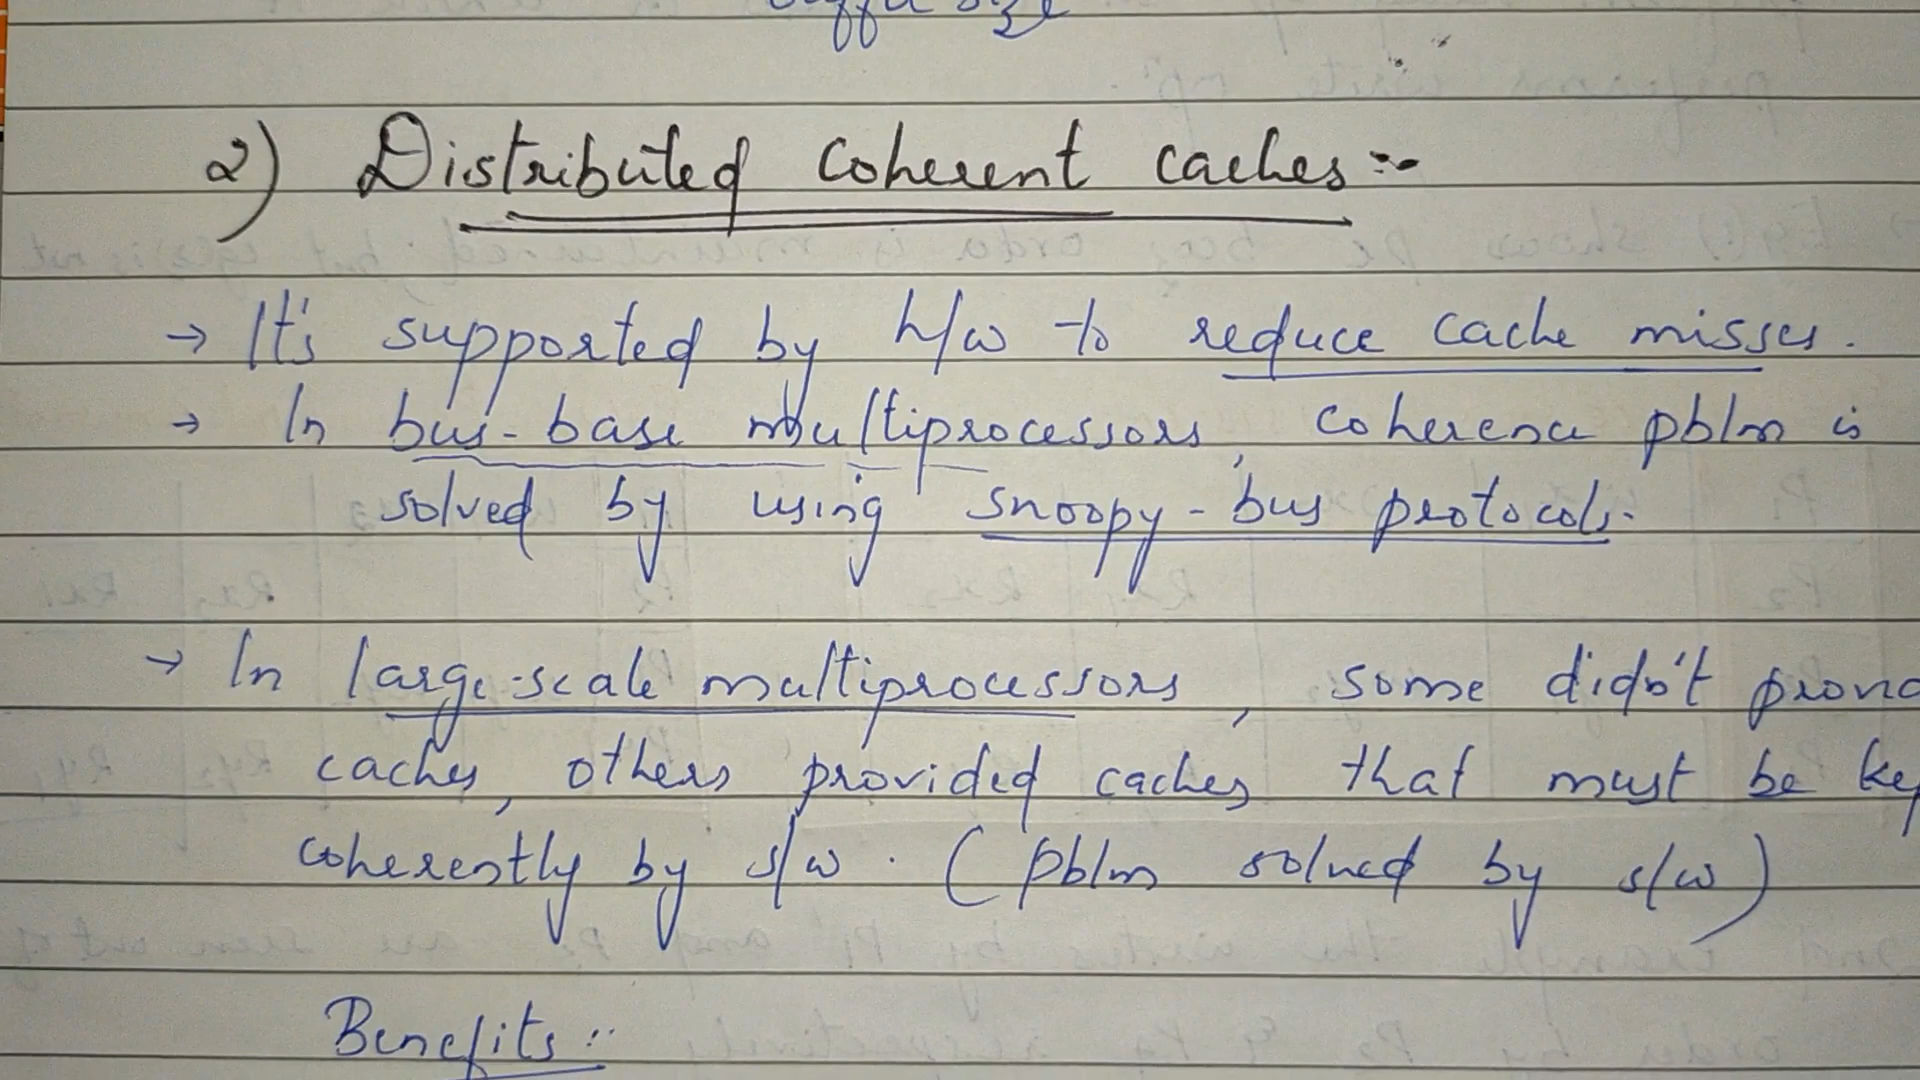 size
2) Distributed Coherent caches :-
→ It's supported by h/w to reduce cache misses.
→ In bus-base multiprocessors, coherence pblm is
solved by using snoopy-bus protocols.
→ In large-scale multiprocessors, some didn't
caches, others provided caches, that must be
coherently by s/w. (pblm solved by s/w)
Benefits :-